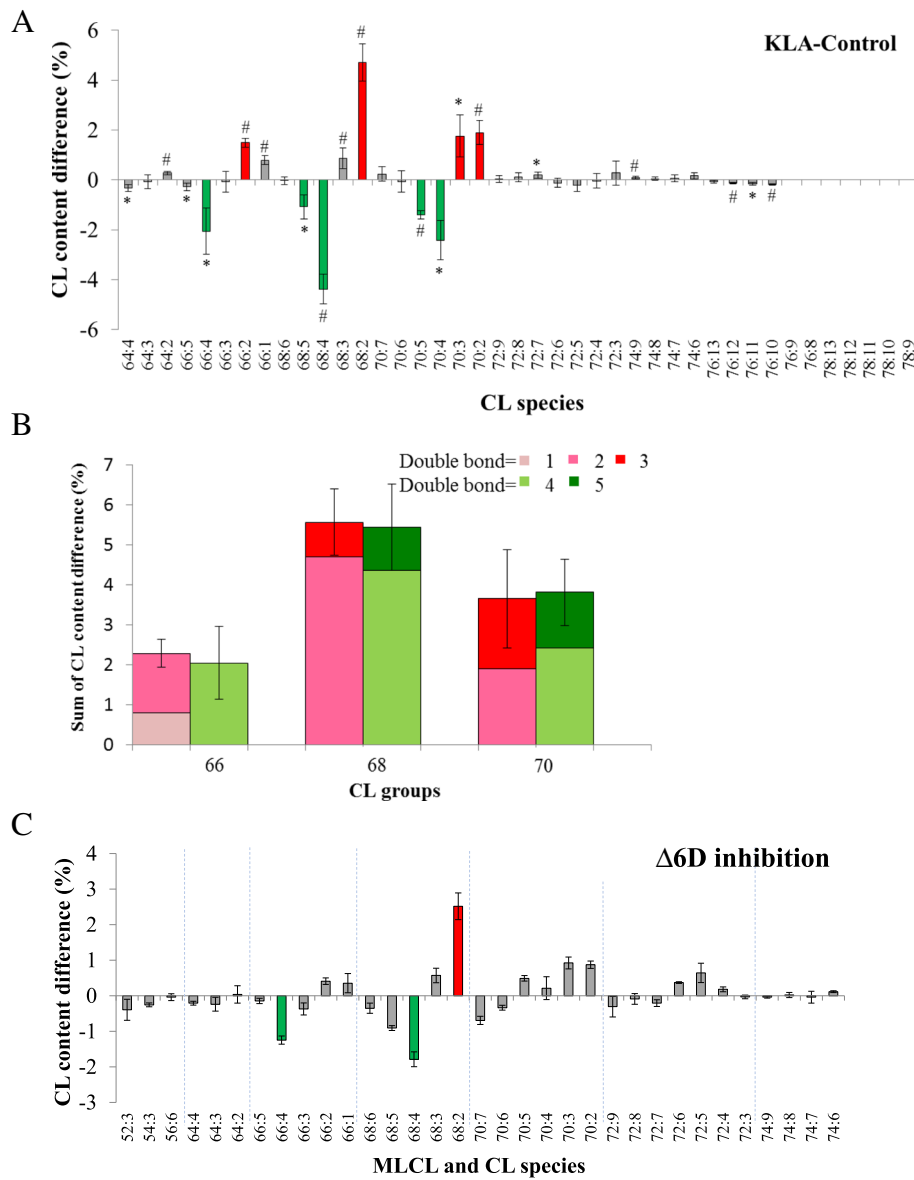 A
KLA-Control
CL content difference (%)
6
4
2
0
-2
-4
-6
* # * * # # * # # # # * * # * # # * #
64:4 64:3 64:2 66:5 66:4 66:3 66:2 66:1 68:6 68:5 68:4 68:3 68:2 70:7 70:6 70:5 70:4 70:3 70:2 72:9 72:8 72:7 72:6 72:5 72:4 72:3 74:9 74:8 74:7 74:6 76:13 76:12 76:11 76:10 76:9 76:8 78:13 78:12 78:11 78:10 78:9
CL species
B
Sum of CL content difference (%)
7
6
5
4
3
2
1
0
Double bond= 1 2 3
Double bond= 4 5
66 68 70
CL groups
C
Δ6D inhibition
CL content difference (%)
4
3
2
1
0
-1
-2
-3
52:3 54:3 56:6 64:4 64:3 64:2 66:5 66:4 66:3 66:2 66:1 68:6 68:5 68:4 68:3 68:2 70:7 70:6 70:5 70:4 70:3 70:2 72:9 72:8 72:7 72:6 72:5 72:4 72:3 74:9 74:8 74:7 74:6
MLCL and CL species